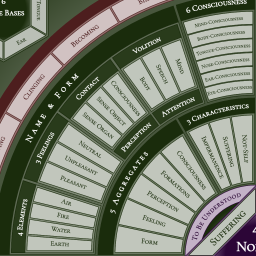 6
E BASES
EAR
TONGUE
CLINGING
BECOMING
6 CONSCIOUSNESS
MIND-CONSCIOUSNESS
BODY-CONSCIOUSNESS
TONGUE-CONSCIOUSNESS
NOSE-CONSCIOUSNESS
EAR-CONSCIOUSNESS
EYE-CONSCIOUSNESS
NAME & FORM
CONTACT
CONSCIOUSNESS
SENSE OBJECT
SENSE ORGAN
VOLITION
BODY
SPEECH
MIND
PERCEPTION
ATTENTION
3 FEELINGS
NEUTRAL
UNPLEASANT
PLEASANT
4 ELEMENTS
AIR
FIRE
WATER
EARTH
5 AGGREGATES
CONSCIOUSNESS
FORMATIONS
PERCEPTION
FEELING
FORM
3 CHARACTERISTICS
IMPERMANENCE
SUFFERING
NOT-SELF
TO BE UNDERSTOOD
SUFFERING
4
NO